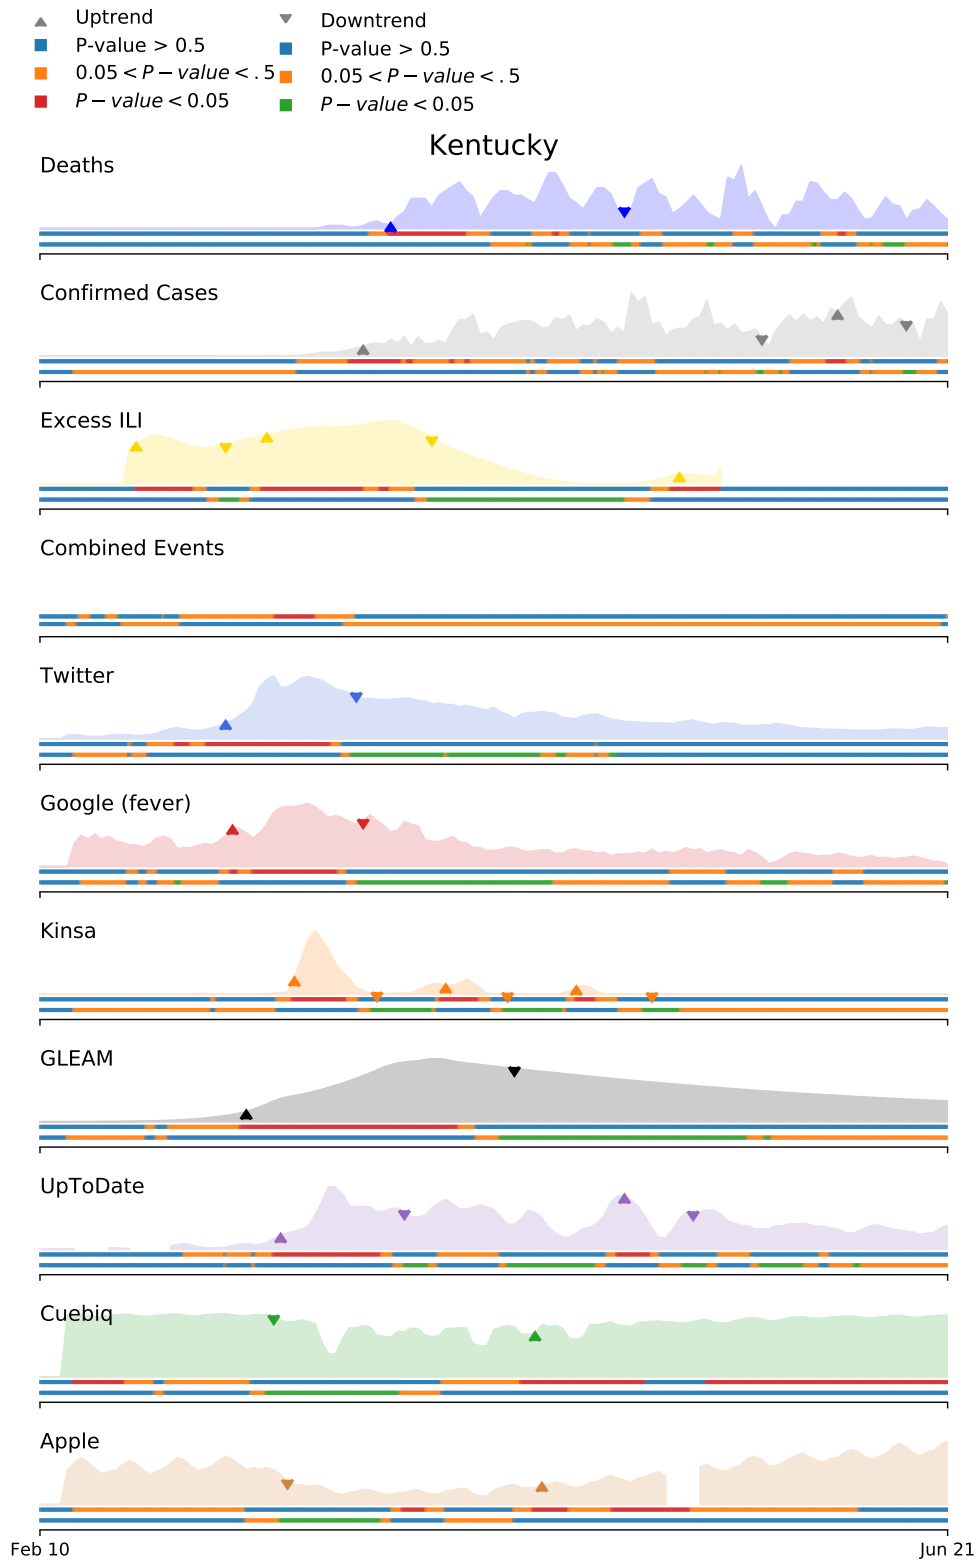 Uptrend
P-value > 0.5
0.05 < P − value < .5
P − value < 0.05
Downtrend
P-value > 0.5
0.05 < P − value < .5
P − value < 0.05
Kentucky
Deaths
Confirmed Cases
Excess ILI
Combined Events
Twitter
Google (fever)
Kinsa
GLEAM
UpToDate
Cuebiq
Apple
Feb 10
Jun 21